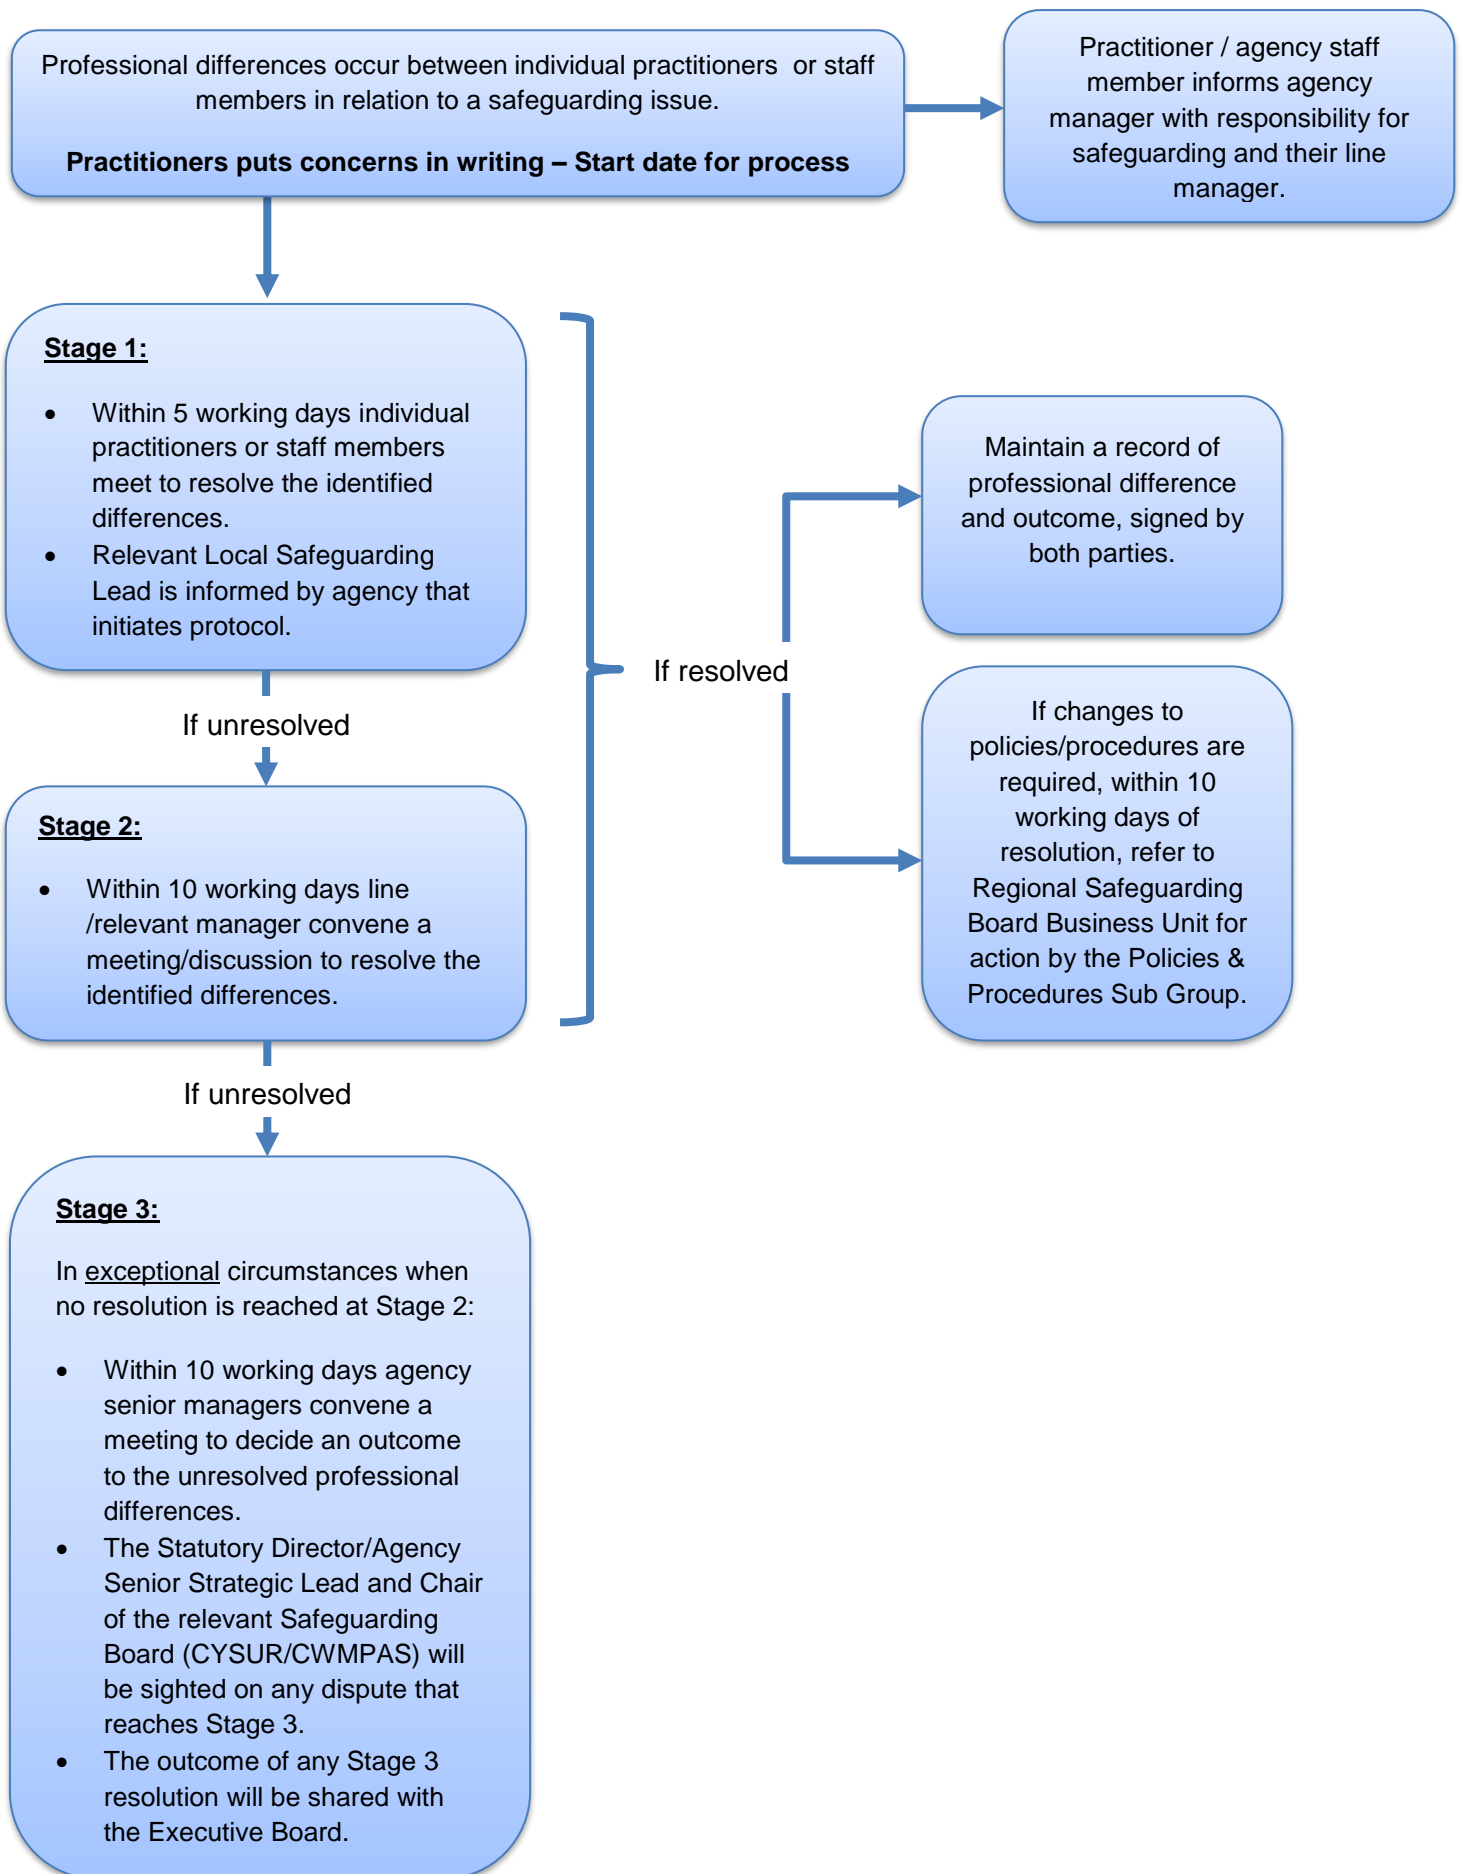 Professional differences occur between individual practitioners or staff
members in relation to a safeguarding issue.
Practitioners puts concerns in writing – Start date for process
Practitioner / agency staff
member informs agency
manager with responsibility for
safeguarding and their line
manager.
Stage 1:
• Within 5 working days individual
practitioners or staff members
meet to resolve the identified
differences.
• Relevant Local Safeguarding
Lead is informed by agency that
initiates protocol.
If unresolved
Stage 2:
• Within 10 working days line
/relevant manager convene a
meeting/discussion to resolve the
identified differences.
If resolved
Maintain a record of
professional difference
and outcome, signed by
both parties.
If changes to
policies/procedures are
required, within 10
working days of
resolution, refer to
Regional Safeguarding
Board Business Unit for
action by the Policies &
Procedures Sub Group.
If unresolved
Stage 3:
In exceptional circumstances when
no resolution is reached at Stage 2:
• Within 10 working days agency
senior managers convene a
meeting to decide an outcome
to the unresolved professional
differences.
• The Statutory Director/Agency
Senior Strategic Lead and Chair
of the relevant Safeguarding
Board (CYSUR/CWMPAS) will
be sighted on any dispute that
reaches Stage 3.
• The outcome of any Stage 3
resolution will be shared with
the Executive Board.